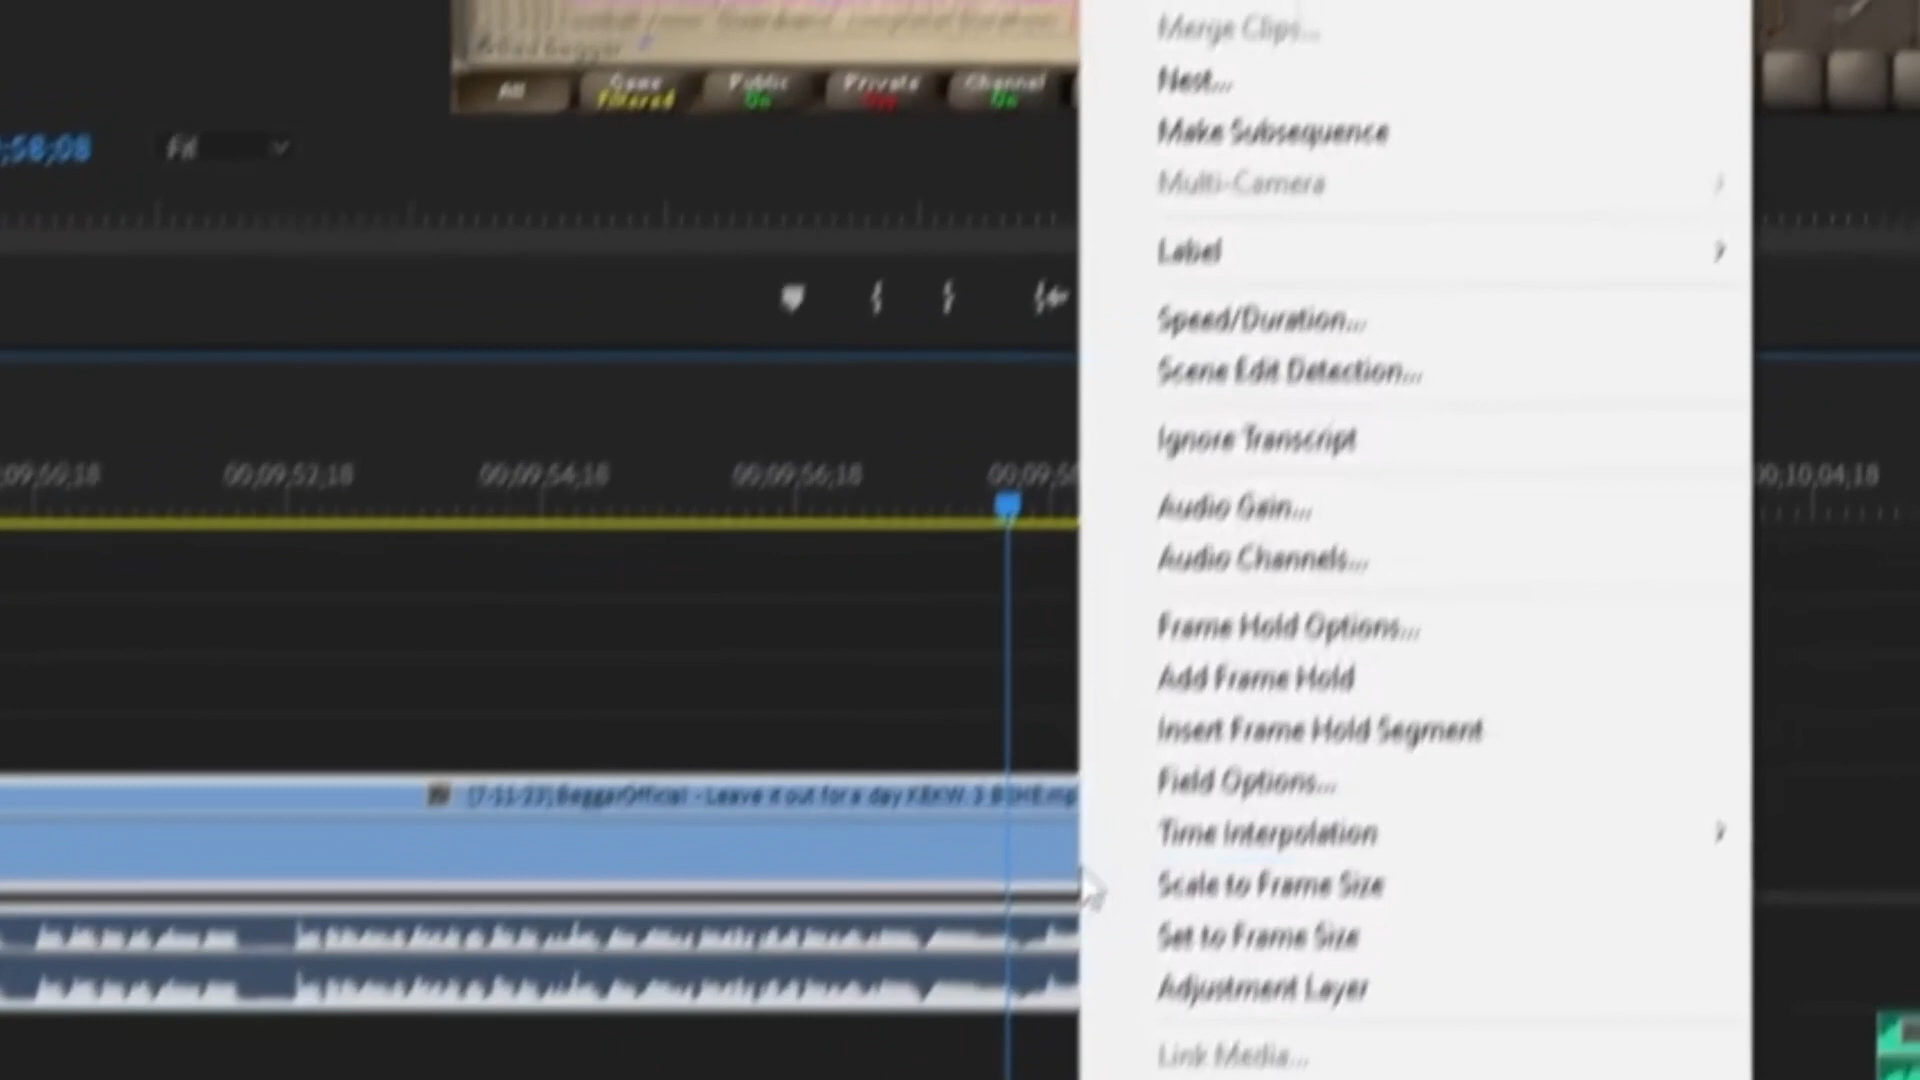 Merge Clips...
Nest...
All
Game
Filtered
Public
On
Private
Channel
On
Make Subsequence
;58;08
Fit
Multi-Camera
Label
Speed/Duration...
Scene Edit Detection...
Ignore Transcript
;09;50;18
00;09;52;18
00;09;54;18
00;09;56;18
00;09;58
00;10;04;18
Audio Gain...
Audio Channels...
Frame Hold Options...
Add Frame Hold
Insert Frame Hold Segment
Field Options...
[7-11-23] BeggarOfficial - Leave it out for a day KEKW. 3
Time Interpolation
Scale to Frame Size
Set to Frame Size
Adjustment Layer
Link Media...